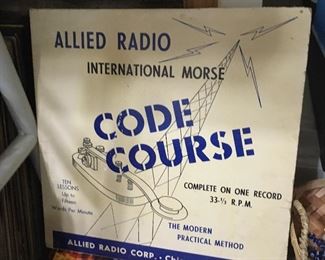 ALLIED RADIO
INTERNATIONAL MORSE
CODE
COURSE
TEN
LESSONS
Up to
Fifteen
Words Per Minute
COMPLETE ON ONE RECORD
33-⅓ R.P.M.
THE MODERN
PRACTICAL METHOD
ALLIED RADIO CORP. .